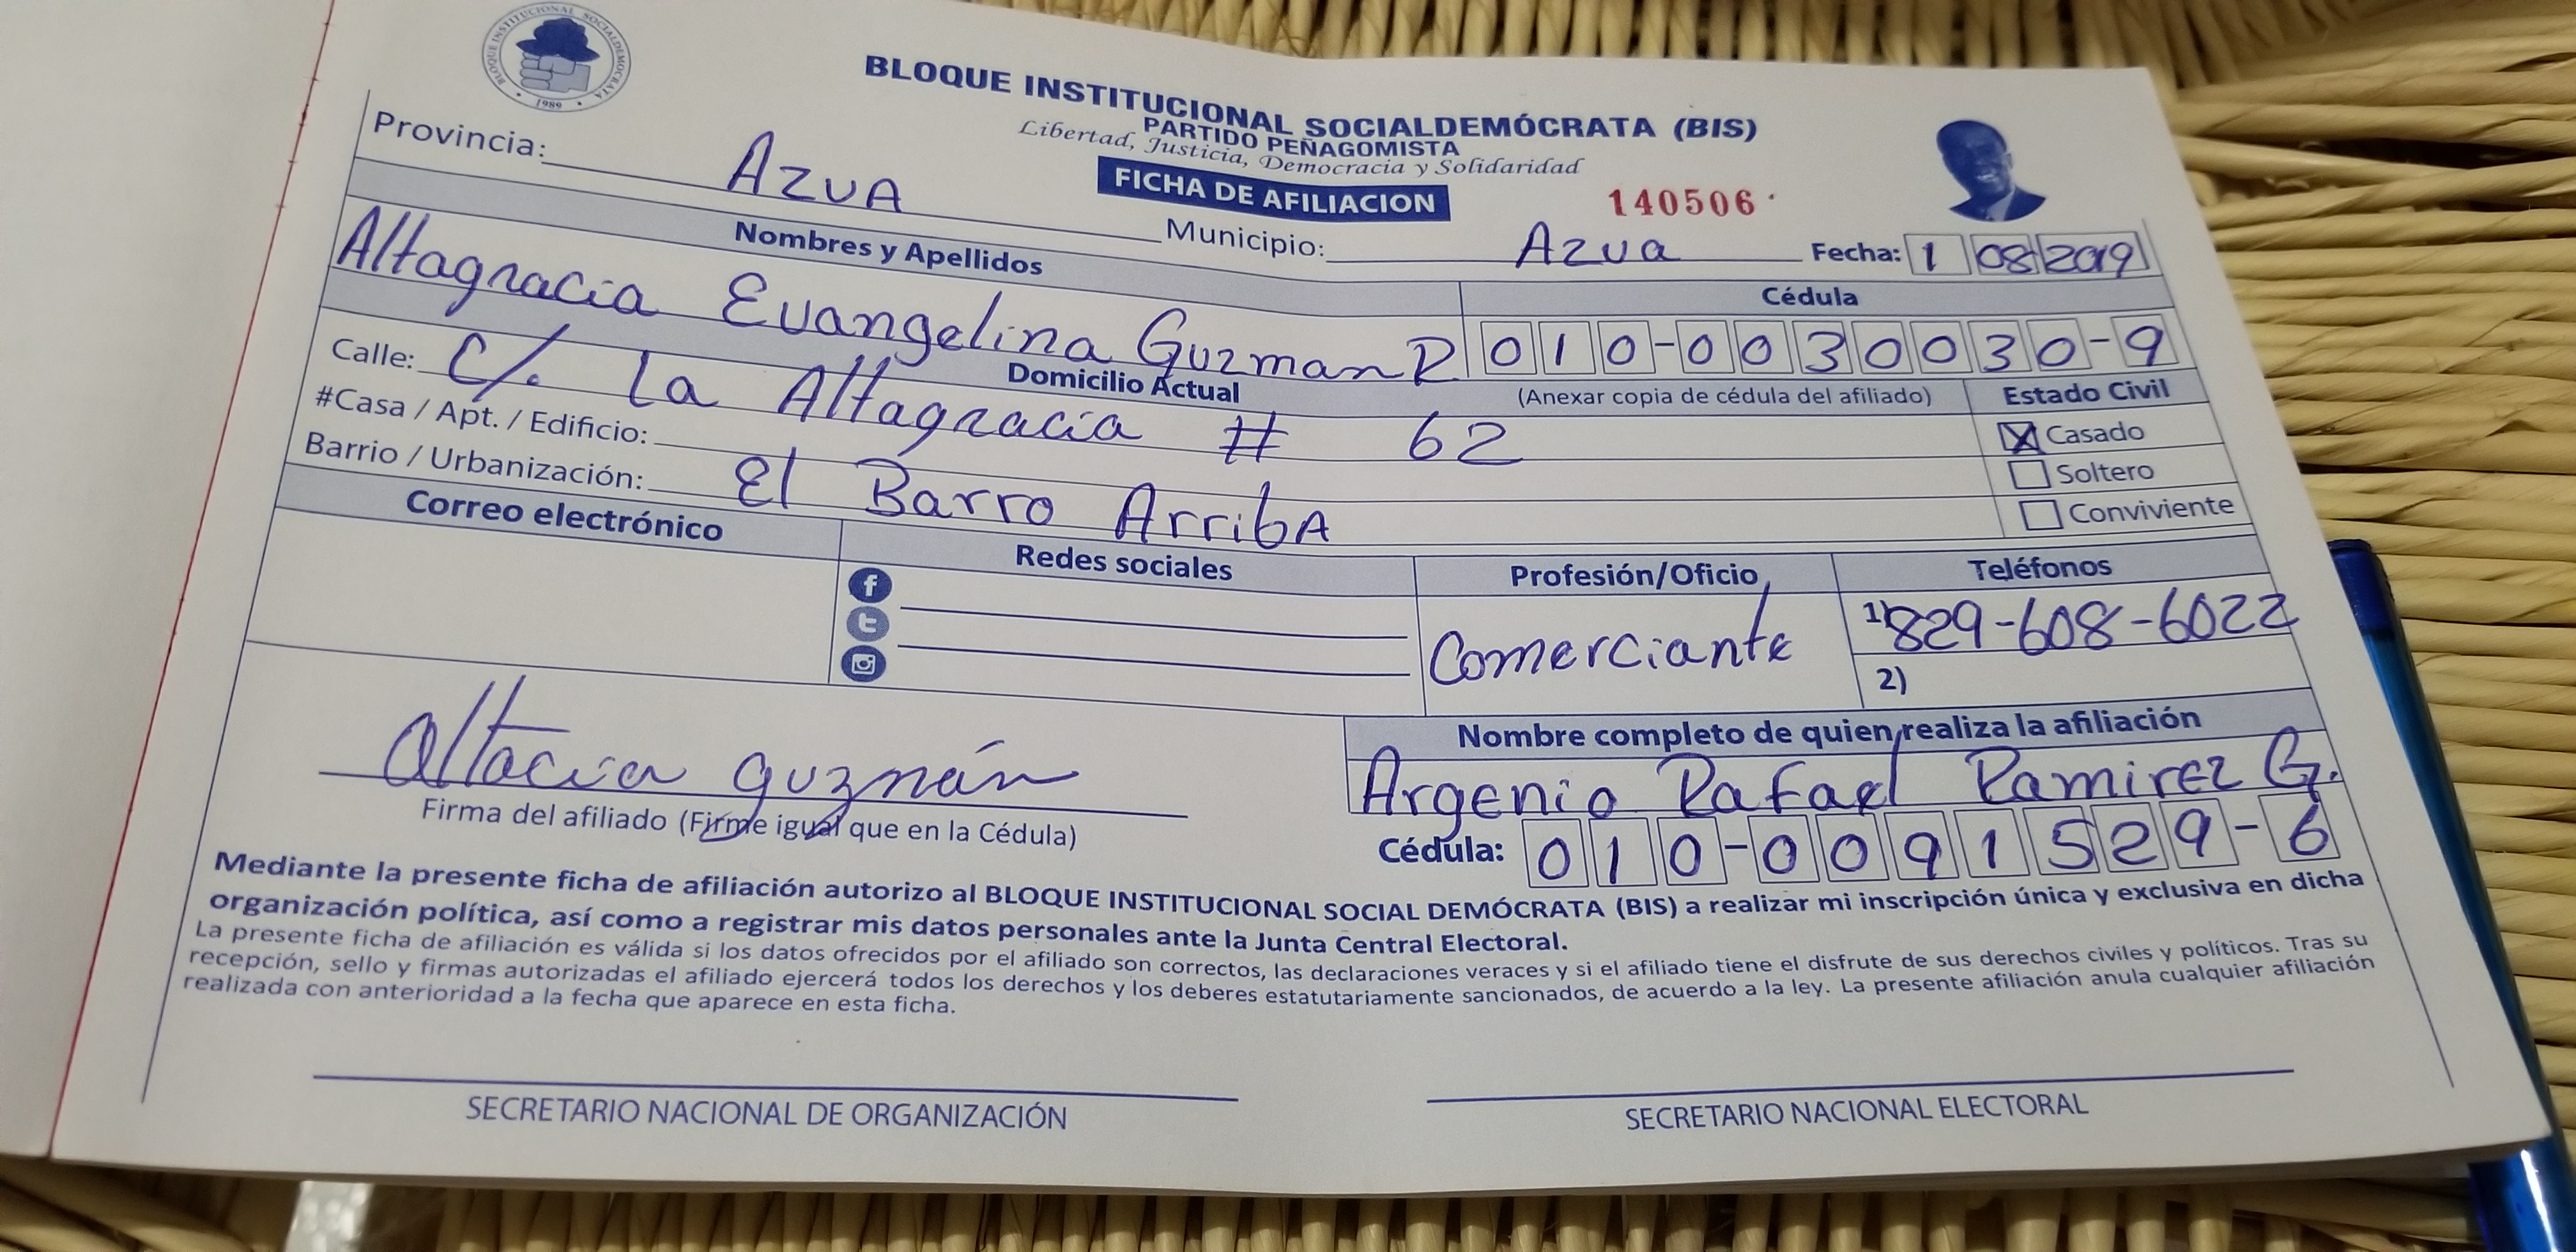 BLOQUE INSTITUCIONAL SOCIALDEMOCRATA
1989
BLOQUE INSTITUCIONAL SOCIALDEMÓCRATA (BIS)
PARTIDO PEÑAGOMISTA
Libertad, Justicia, Democracia y Solidaridad
FICHA DE AFILIACION
140506
Provincia: AZUA Municipio: AZUA Fecha: 1 08 2019
Nombres y Apellidos Cédula
Altagracia Evangelina Guzman R 010-0030030-9
Domicilio Actual (Anexar copia de cédula del afiliado) Estado Civil
Calle: C/. La Altagracia # 62
X Casado
#Casa / Apt. / Edificio:
Soltero
Barrio / Urbanización: El Barro Arriba
Conviviente
Correo electrónico Redes sociales Profesión/Oficio Teléfonos
Comerciante 1) 829-608-6022
2)
Altacia guzmán
Firma del afiliado (Firme igual que en la Cédula)
Nombre completo de quien realiza la afiliación
Argenio Rafael Ramirez G.
Cédula: 010-0091529-6
Mediante la presente ficha de afiliación autorizo al BLOQUE INSTITUCIONAL SOCIAL DEMÓCRATA (BIS) a realizar mi inscripción única y exclusiva en dicha
organización política, así como a registrar mis datos personales ante la Junta Central Electoral.
La presente ficha de afiliación es válida si los datos ofrecidos por el afiliado son correctos, las declaraciones veraces y si el afiliado tiene el disfrute de sus derechos civiles y políticos. Tras su
recepción, sello y firmas autorizadas el afiliado ejercerá todos los derechos y los deberes estatutariamente sancionados, de acuerdo a la ley. La presente afiliación anula cualquier afiliación
realizada con anterioridad a la fecha que aparece en esta ficha.
SECRETARIO NACIONAL DE ORGANIZACIÓN SECRETARIO NACIONAL ELECTORAL